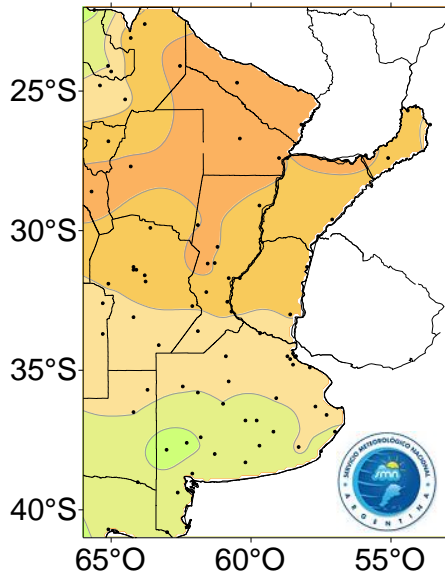 25°S
30°S
35°S
40°S
65°O
60°O
55°O
SERVICIO METEOROLÓGICO NACIONAL
smn
ARGENTINA